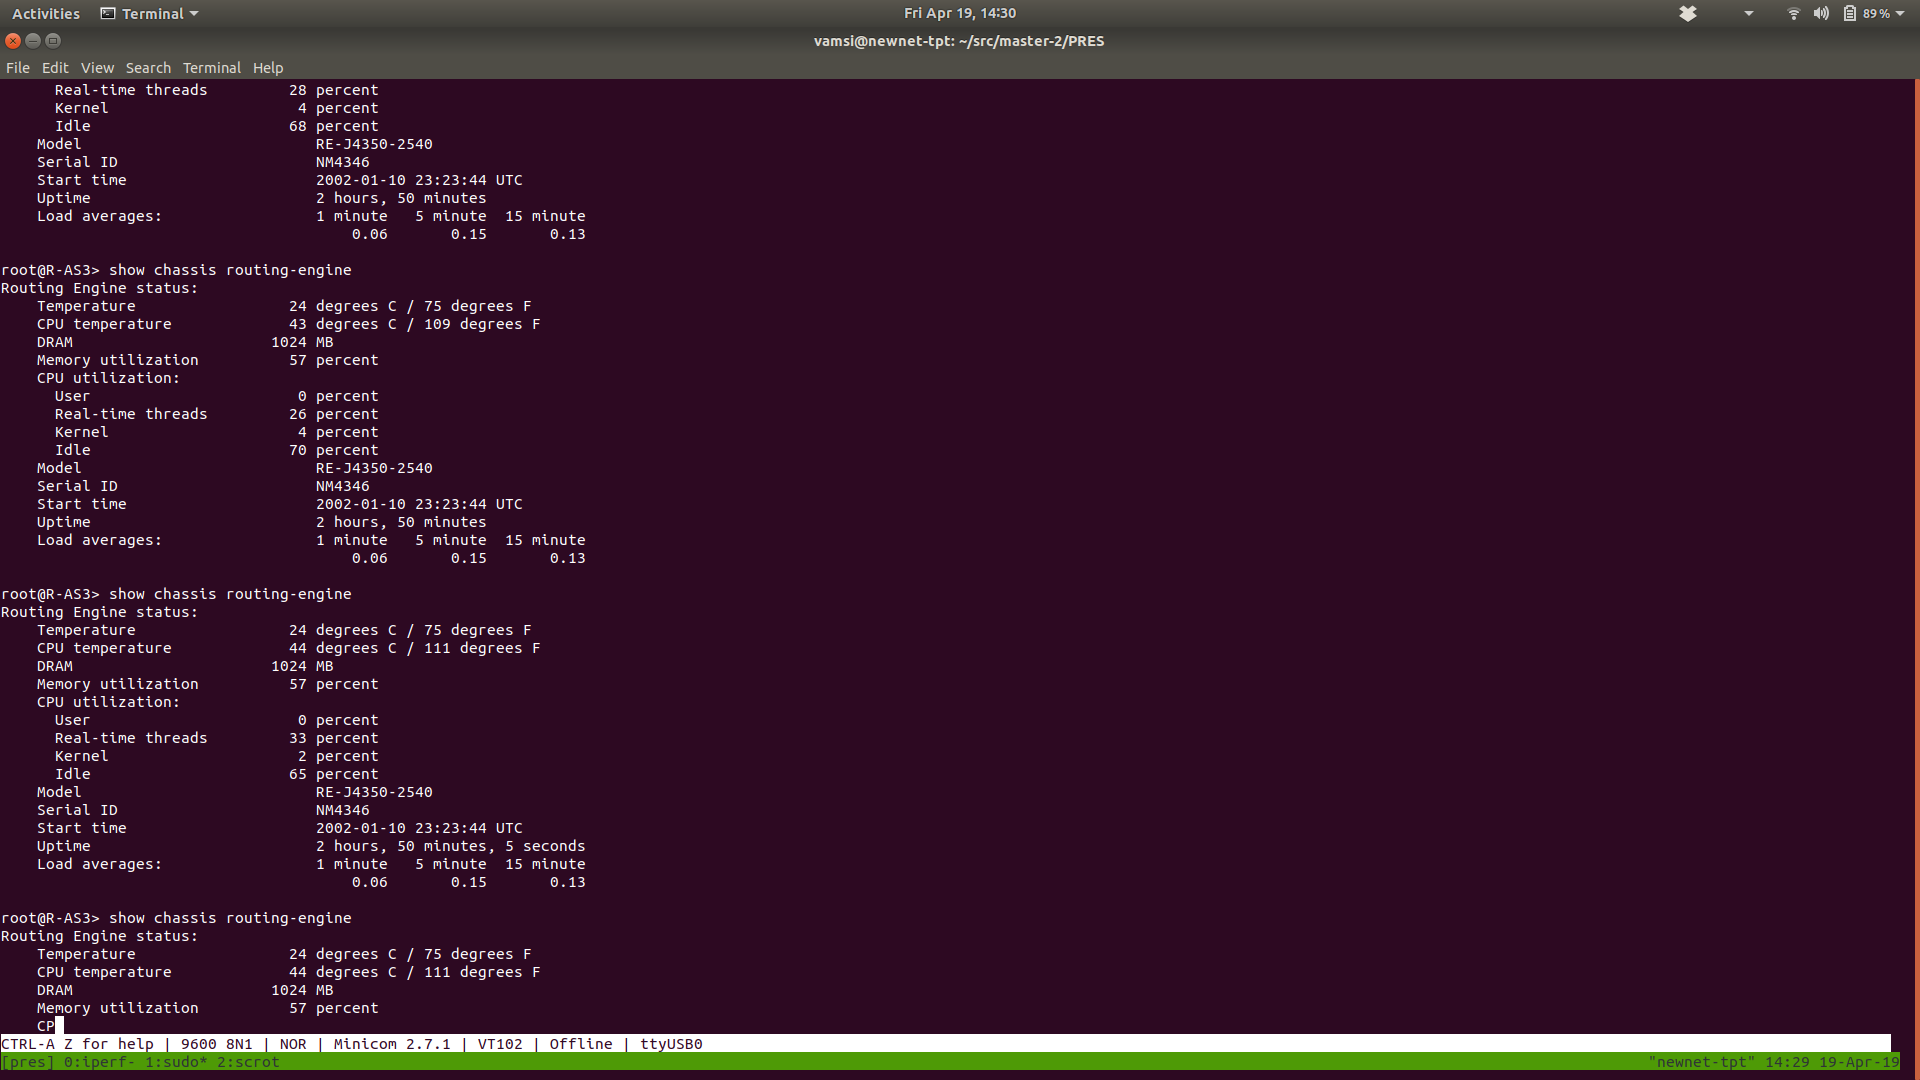 Activities Terminal Fri Apr 19, 14:30 89 %
vamsi@newnet-tpt: ~/src/master-2/PRES
File Edit View Search Terminal Help
      Real-time threads         28 percent
      Kernel                     4 percent
      Idle                      68 percent
    Model                          RE-J4350-2540
    Serial ID                      NM4346
    Start time                     2002-01-10 23:23:44 UTC
    Uptime                         2 hours, 50 minutes
    Load averages:                 1 minute   5 minute  15 minute
                                       0.06       0.15       0.13

root@R-AS3> show chassis routing-engine
Routing Engine status:
    Temperature                 24 degrees C / 75 degrees F
    CPU temperature             43 degrees C / 109 degrees F
    DRAM                      1024 MB
    Memory utilization          57 percent
    CPU utilization:
      User                       0 percent
      Real-time threads         26 percent
      Kernel                     4 percent
      Idle                      70 percent
    Model                          RE-J4350-2540
    Serial ID                      NM4346
    Start time                     2002-01-10 23:23:44 UTC
    Uptime                         2 hours, 50 minutes
    Load averages:                 1 minute   5 minute  15 minute
                                       0.06       0.15       0.13

root@R-AS3> show chassis routing-engine
Routing Engine status:
    Temperature                 24 degrees C / 75 degrees F
    CPU temperature             44 degrees C / 111 degrees F
    DRAM                      1024 MB
    Memory utilization          57 percent
    CPU utilization:
      User                       0 percent
      Real-time threads         33 percent
      Kernel                     2 percent
      Idle                      65 percent
    Model                          RE-J4350-2540
    Serial ID                      NM4346
    Start time                     2002-01-10 23:23:44 UTC
    Uptime                         2 hours, 50 minutes, 5 seconds
    Load averages:                 1 minute   5 minute  15 minute
                                       0.06       0.15       0.13

root@R-AS3> show chassis routing-engine
Routing Engine status:
    Temperature                 24 degrees C / 75 degrees F
    CPU temperature             44 degrees C / 111 degrees F
    DRAM                      1024 MB
    Memory utilization          57 percent
    CP
CTRL-A Z for help | 9600 8N1 | NOR | Minicom 2.7.1 | VT102 | Offline | ttyUSB0
[pres] 0:iperf- 1:sudo* 2:scrot "newnet-tpt" 14:29 19-Apr-19